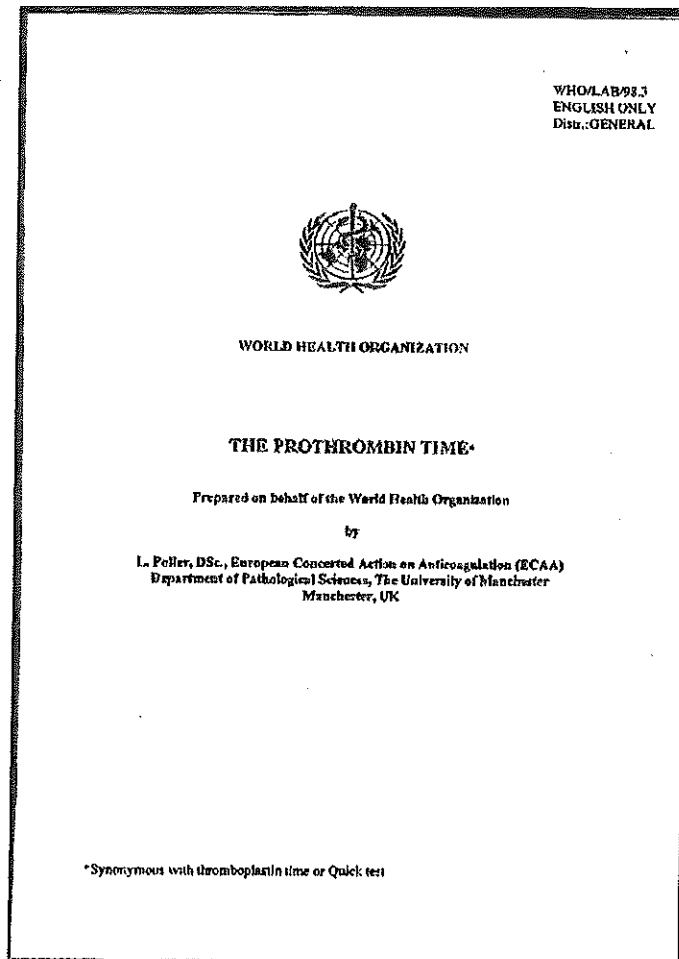 WHO/LAB/98.3
ENGLISH ONLY
Distr.:GENERAL
WORLD HEALTH ORGANIZATION
THE PROTHROMBIN TIME*
Prepared on behalf of the World Health Organization
by
L. Poller, DSc., European Concerted Action on Anticoagulation (ECAA)
Department of Pathological Sciences, The University of Manchester
Manchester, UK
*Synonymous with thromboplastin time or Quick test